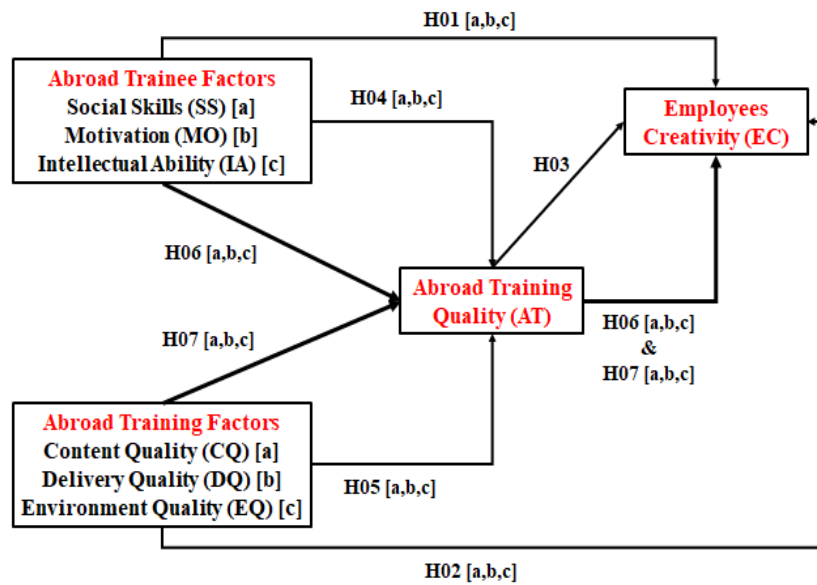 H01 [a,b,c]
Abroad Trainee Factors
Social Skills (SS) [a]
Motivation (MO) [b]
Intellectual Ability (IA) [c]
H04 [a,b,c]
Employees
Creativity (EC)
H03
H06 [a,b,c]
Abroad Training
Quality (AT)
H07 [a,b,c]
H06 [a,b,c]
&
H07 [a,b,c]
Abroad Training Factors
Content Quality (CQ) [a]
Delivery Quality (DQ) [b]
Environment Quality (EQ) [c]
H05 [a,b,c]
H02 [a,b,c]